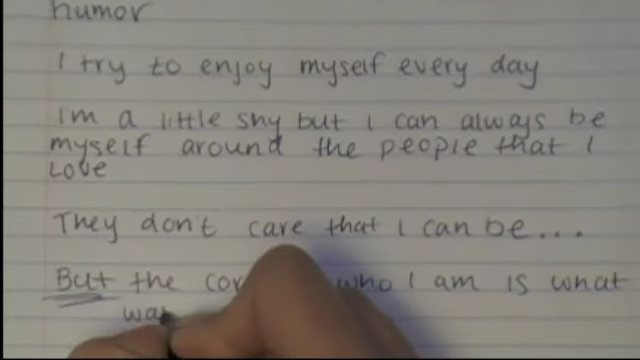 humor
I try to enjoy myself every day
I'm a little shy but I can always be
myself around the people that I
Love
They don't care that I can be...
But the who I am is what